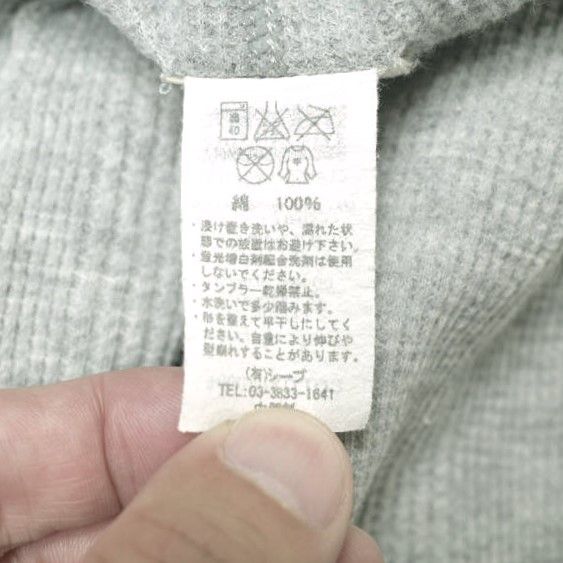 弱
40
平
綿 100%
・浸け置き洗いや、濡れた状
態での放置はお避け下さい。
・蛍光増白剤配合洗剤は使用
しないでください。
・タンブラー乾燥禁止。
・水洗いで多少縮みます。
・形を整えて平干しにしてく
ださい。自重により伸びや
型崩れすることがあります。
(有)シープ
TEL:03-3833-1641